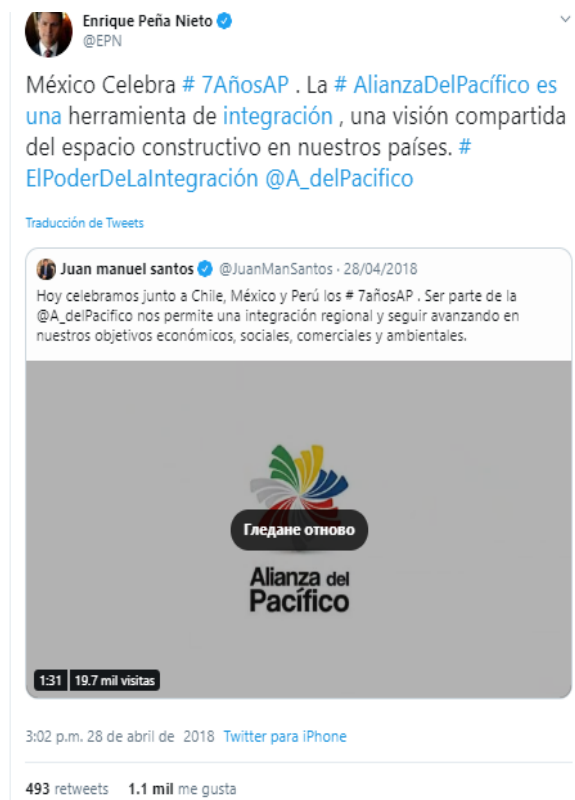 Enrique Peña Nieto
@EPN
México Celebra # 7AñosAP . La # AlianzaDelPacífico es
una herramienta de integración , una visión compartida
del espacio constructivo en nuestros países. #
ElPoderDeLaIntegración @A_delPacifico
Traducción de Tweets
Juan manuel santos @JuanManSantos · 28/04/2018
Hoy celebramos junto a Chile, México y Perú los # 7añosAP . Ser parte de la
@A_delPacifico nos permite una integración regional y seguir avanzando en
nuestros objetivos económicos, sociales, comerciales y ambientales.
Гледане отново
Alianza del
Pacífico
1:31 19.7 mil visitas
3:02 p.m. 28 de abril de 2018 Twitter para iPhone
493 retweets 1.1 mil me gusta